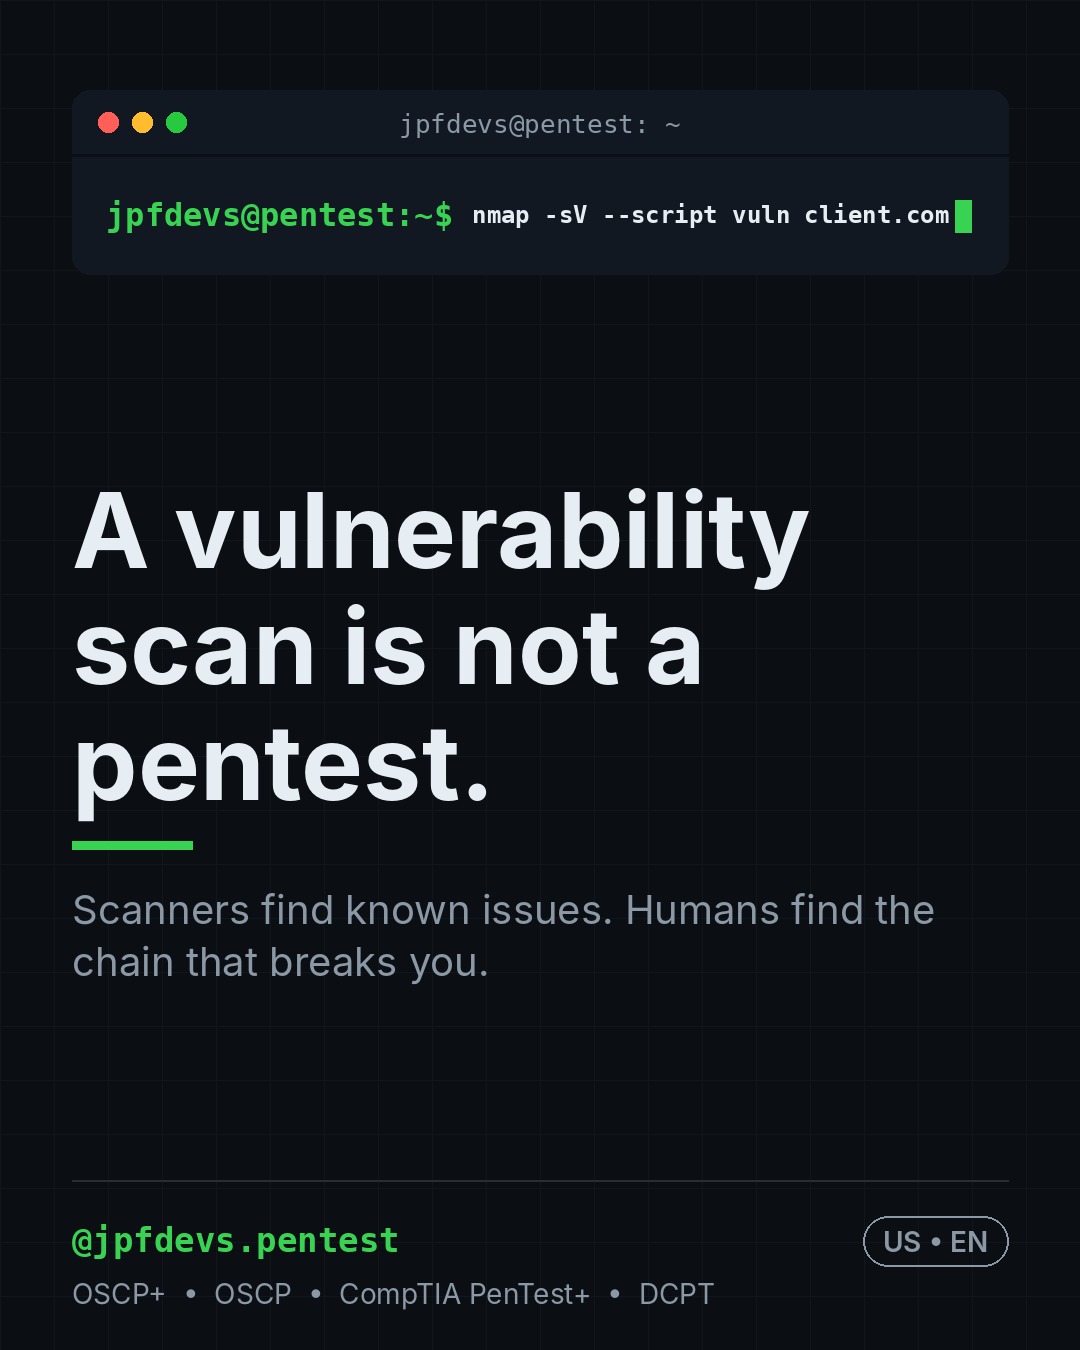 jpfdevs@pentest: ~
jpfdevs@pentest:~$ nmap -sV --script vuln client.com
A vulnerability
scan is not a
pentest.
Scanners find known issues. Humans find the
chain that breaks you.
@jpfdevs.pentest
US • EN
OSCP+ • OSCP • CompTIA PenTest+ • DCPT